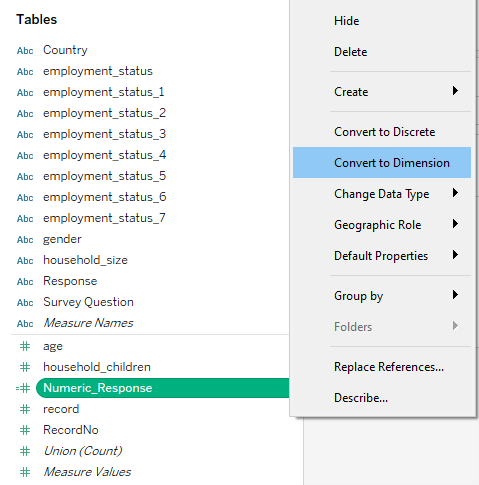 Tables
Abc Country
Abc employment_status
Abc employment_status_1
Abc employment_status_2
Abc employment_status_3
Abc employment_status_4
Abc employment_status_5
Abc employment_status_6
Abc employment_status_7
Abc gender
Abc household_size
Abc Response
Abc Survey Question
Abc Measure Names
# age
# household_children
=# Numeric_Response
# record
# RecordNo
# Union (Count)
# Measure Values
Hide
Delete
Create
Convert to Discrete
Convert to Dimension
Change Data Type
Geographic Role
Default Properties
Group by
Folders
Replace References...
Describe...